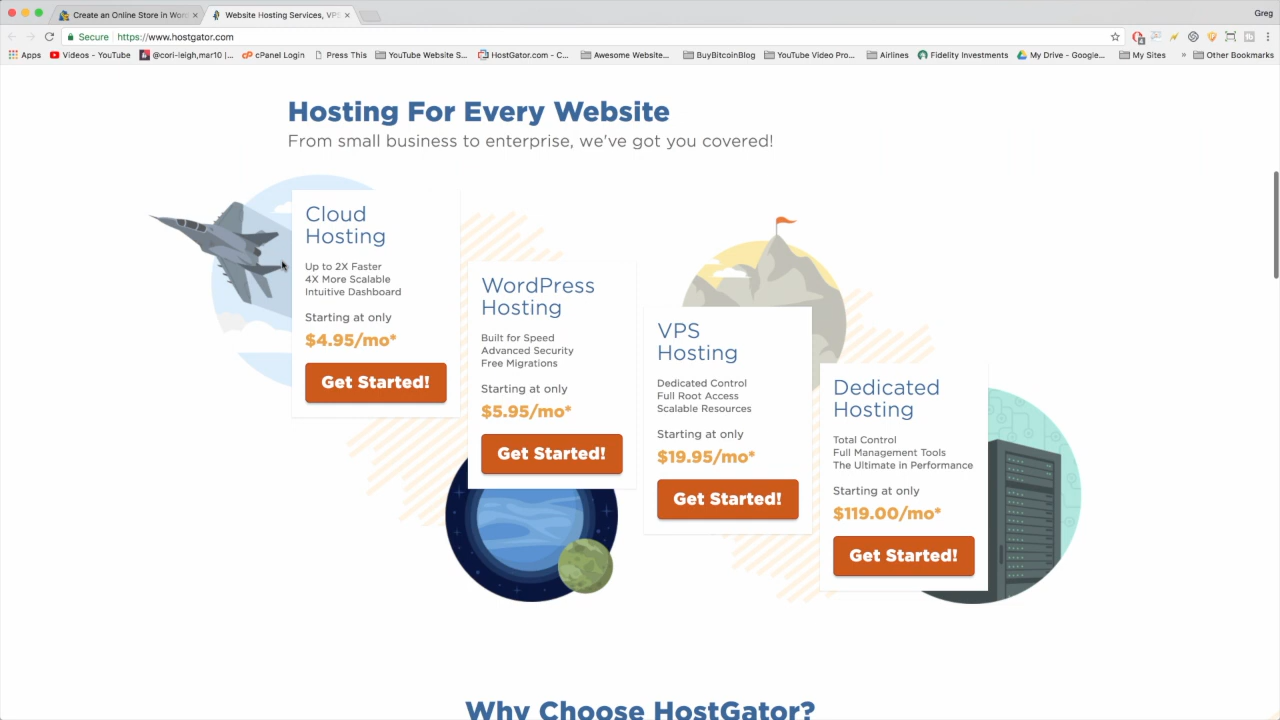 Create an Online Store in Wor
Website Hosting Services, VPS
Greg
Secure
https://www.hostgator.com
Apps
Videos - YouTube
@cori-leigh,mar10 |...
cPanel Login
Press This
YouTube Website S...
HostGator.com - C...
Awesome Website...
BuyBitcoinBlog
YouTube Video Pro...
Airlines
Fidelity Investments
My Drive - Google...
My Sites
»
Other Bookmarks
Hosting For Every Website
From small business to enterprise, we've got you covered!
Cloud
Hosting
Up to 2X Faster
4X More Scalable
Intuitive Dashboard
Starting at only
$4.95/mo*
Get Started!
WordPress
Hosting
Built for Speed
Advanced Security
Free Migrations
Starting at only
$5.95/mo*
Get Started!
VPS
Hosting
Dedicated Control
Full Root Access
Scalable Resources
Starting at only
$19.95/mo*
Get Started!
Dedicated
Hosting
Total Control
Full Management Tools
The Ultimate in Performance
Starting at only
$119.00/mo*
Get Started!
Why Choose HostGator?